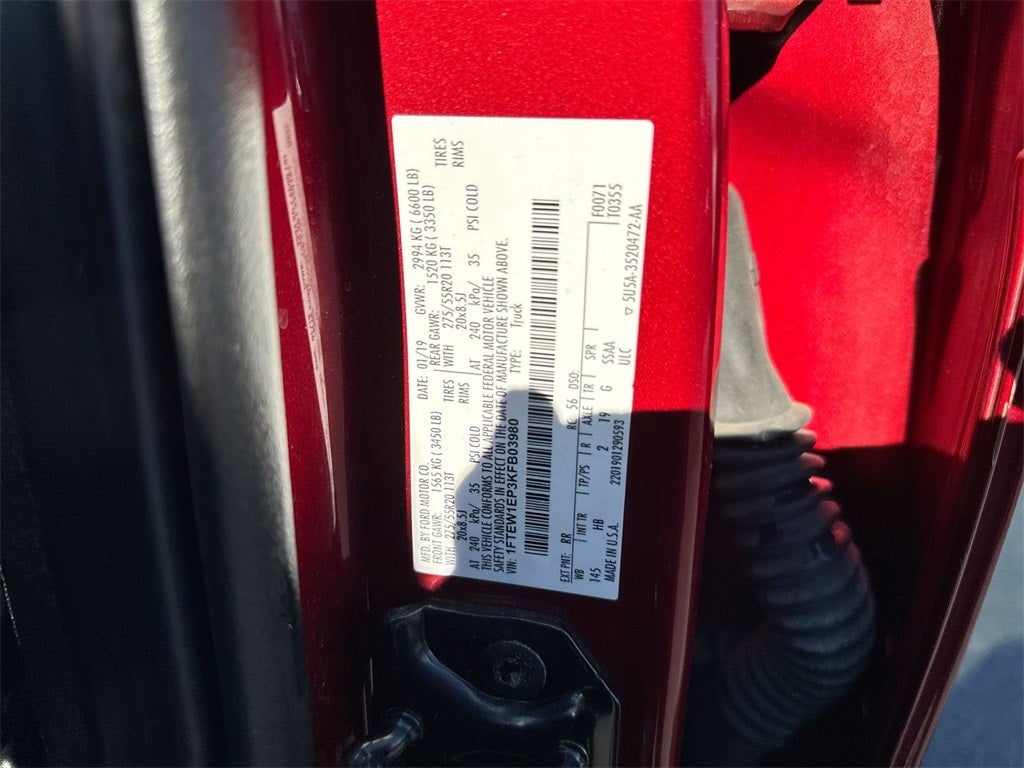 MFD. BY FORD MOTOR CO. DATE: 01/19 GVWR: 2994 KG ( 6600 LB)
FRONT GAWR: 1565 KG (3450 LB) REAR GAWR: 1520 KG ( 3350 LB)
WITH 275/55R20 113T TIRES WITH 275/55R20 113T TIRES
20x8.5J RIMS 20x8.5J RIMS
AT 240 kPa/ 35 PSI COLD AT 240 kPa/ 35 PSI COLD
THIS VEHICLE CONFORMS TO ALL APPLICABLE FEDERAL MOTOR VEHICLE
SAFETY STANDARDS IN EFFECT ON THE DATE OF MANUFACTURE SHOWN ABOVE.
VIN: 1FTEW1EP3KFB03980 TYPE: Truck
EXT PNT: RR RC: 56 DSO: F0071
WB INT TR TP/PS R AXLE TR SPR T0355
145 HB 2 19 G SSAA
MADE IN U.S.A. 2201901290593 ULC ▽ 5U5A-3520472-AA